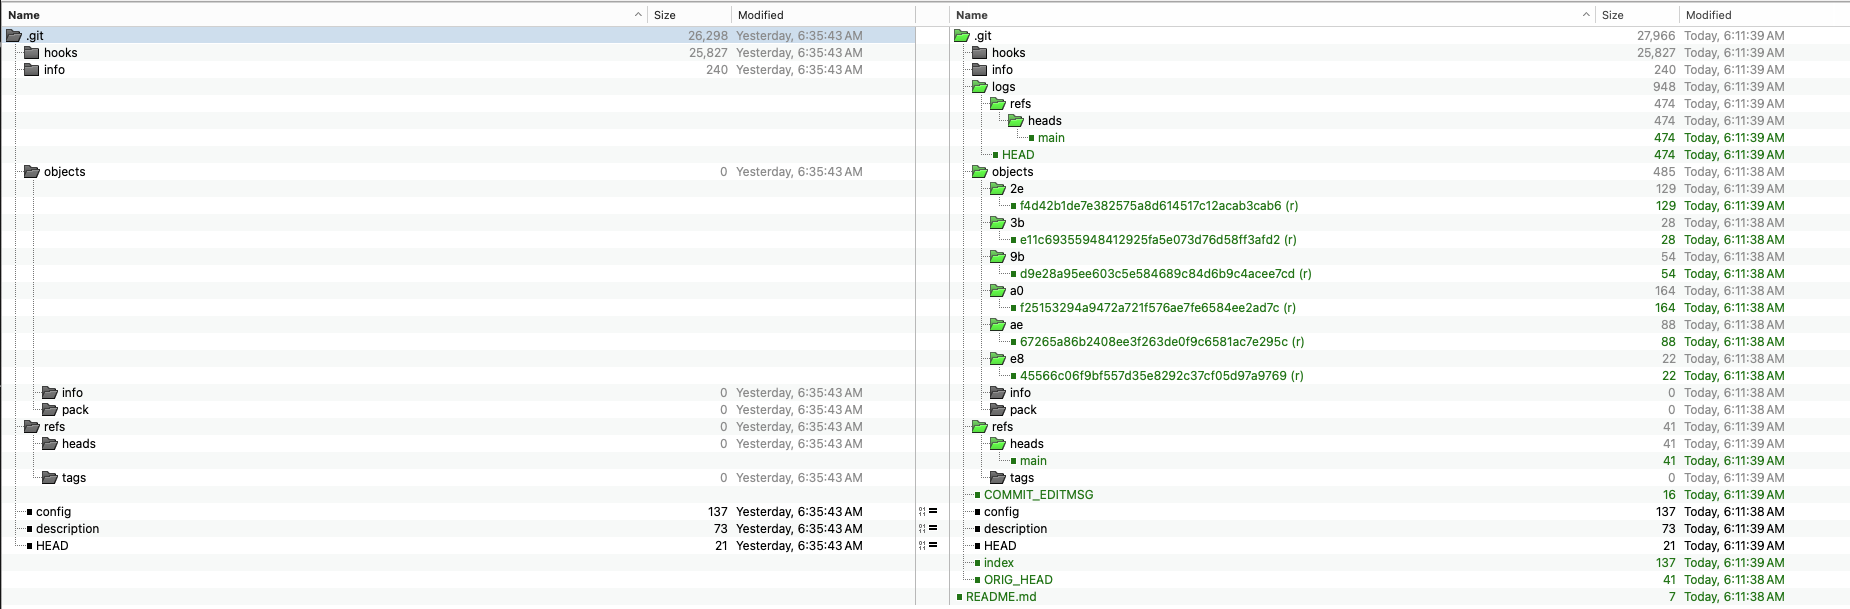 Name Size Modified Name Size Modified
.git 26,298 Yesterday, 6:35:43 AM .git 27,966 Today, 6:11:39 AM
hooks 25,827 Yesterday, 6:35:43 AM hooks 25,827 Today, 6:11:39 AM
info 240 Yesterday, 6:35:43 AM info 240 Today, 6:11:39 AM
logs 948 Today, 6:11:39 AM
refs 474 Today, 6:11:39 AM
heads 474 Today, 6:11:39 AM
main 474 Today, 6:11:39 AM
HEAD 474 Today, 6:11:39 AM
objects 0 Yesterday, 6:35:43 AM objects 485 Today, 6:11:38 AM
2e 129 Today, 6:11:39 AM
f4d42b1de7e382575a8d614517c12acab3cab6 (r) 129 Today, 6:11:39 AM
3b 28 Today, 6:11:38 AM
e11c69355948412925fa5e073d76d58ff3afd2 (r) 28 Today, 6:11:38 AM
9b 54 Today, 6:11:38 AM
d9e28a95ee603c5e584689c84d6b9c4acee7cd (r) 54 Today, 6:11:38 AM
a0 164 Today, 6:11:38 AM
f25153294a9472a721f576ae7fe6584ee2ad7c (r) 164 Today, 6:11:38 AM
ae 88 Today, 6:11:38 AM
67265a86b2408ee3f263de0f9c6581ac7e295c (r) 88 Today, 6:11:38 AM
e8 22 Today, 6:11:38 AM
45566c06f9bf557d35e8292c37cf05d97a9769 (r) 22 Today, 6:11:38 AM
info 0 Yesterday, 6:35:43 AM info 0 Today, 6:11:38 AM
pack 0 Yesterday, 6:35:43 AM pack 0 Today, 6:11:38 AM
refs 0 Yesterday, 6:35:43 AM refs 41 Today, 6:11:39 AM
heads 0 Yesterday, 6:35:43 AM heads 41 Today, 6:11:39 AM
main 41 Today, 6:11:39 AM
tags 0 Yesterday, 6:35:43 AM tags 0 Today, 6:11:39 AM
COMMIT_EDITMSG 16 Today, 6:11:39 AM
config 137 Yesterday, 6:35:43 AM = config 137 Today, 6:11:38 AM
description 73 Yesterday, 6:35:43 AM = description 73 Today, 6:11:39 AM
HEAD 21 Yesterday, 6:35:43 AM = HEAD 21 Today, 6:11:39 AM
index 137 Today, 6:11:39 AM
ORIG_HEAD 41 Today, 6:11:38 AM
README.md 7 Today, 6:11:38 AM